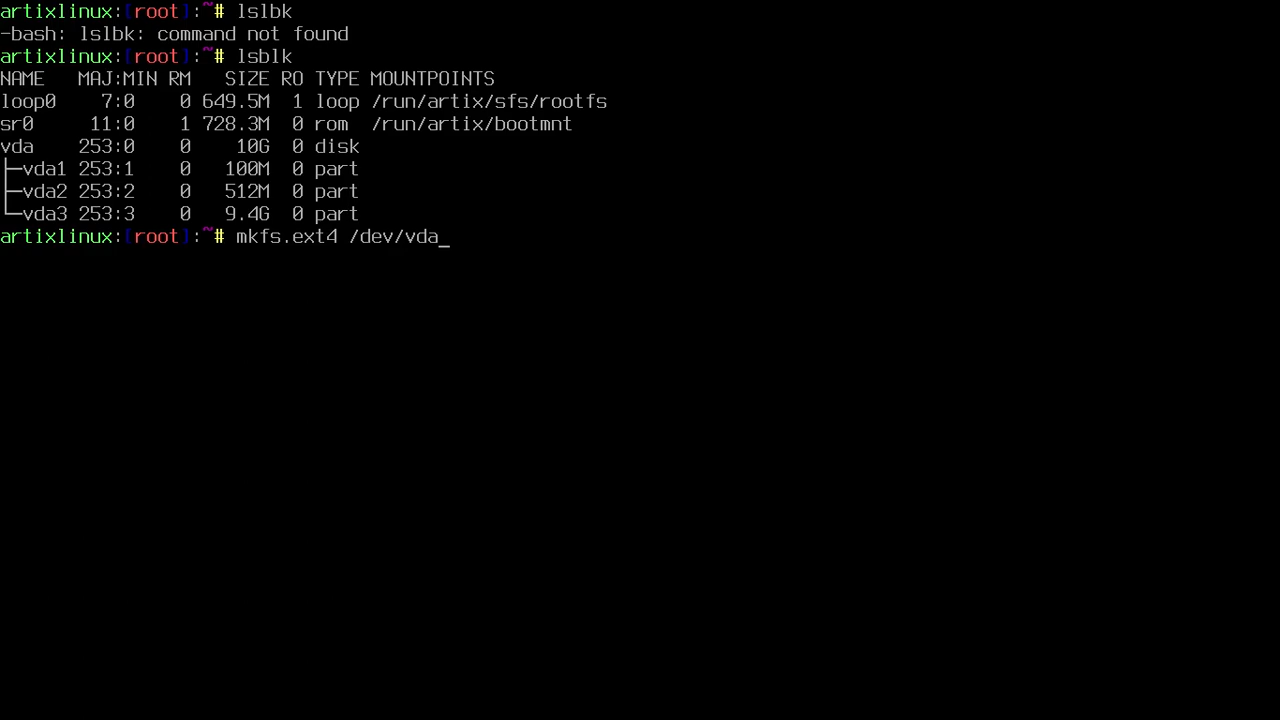 artixlinux:[root]:~# lslbk
-bash: lslbk: command not found
artixlinux:[root]:~# lsblk
NAME   MAJ:MIN RM   SIZE RO TYPE MOUNTPOINTS
loop0    7:0    0 649.5M  1 loop /run/artix/sfs/rootfs
sr0     11:0    1 728.3M  0 rom  /run/artix/bootmnt
vda    253:0    0    10G  0 disk
├─vda1 253:1    0   100M  0 part
├─vda2 253:2    0   512M  0 part
└─vda3 253:3    0   9.4G  0 part
artixlinux:[root]:~# mkfs.ext4 /dev/vda_